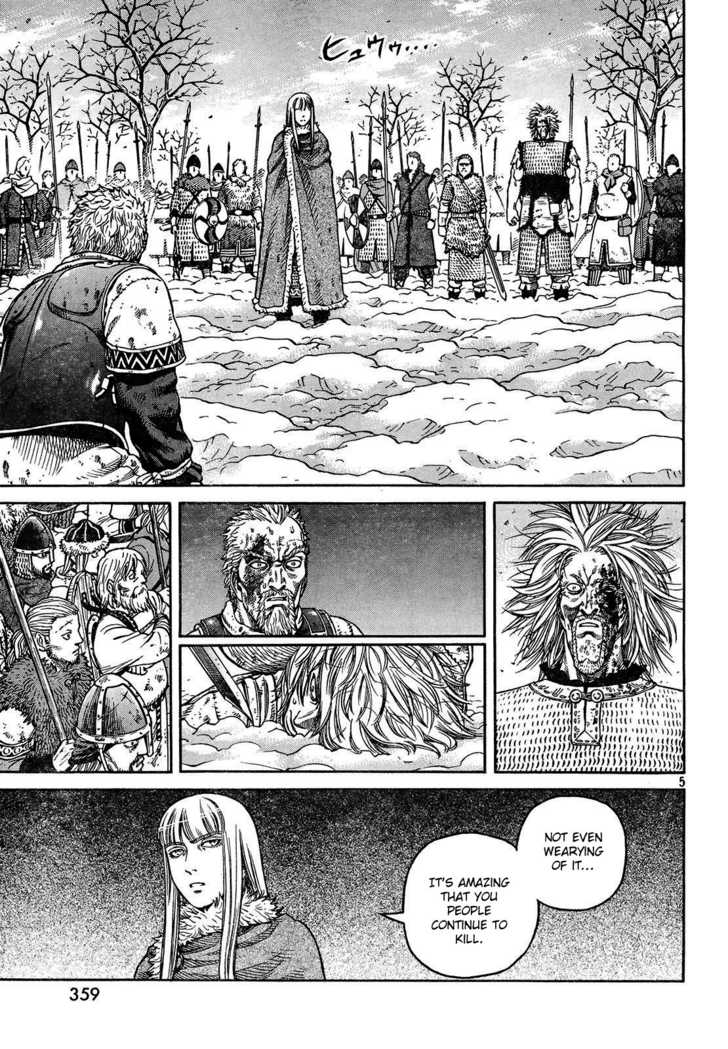 ヒュウゥ....
5
NOT EVEN
WEARYING
OF IT...
IT'S AMAZING
THAT YOU
PEOPLE
CONTINUE TO
KILL.
359